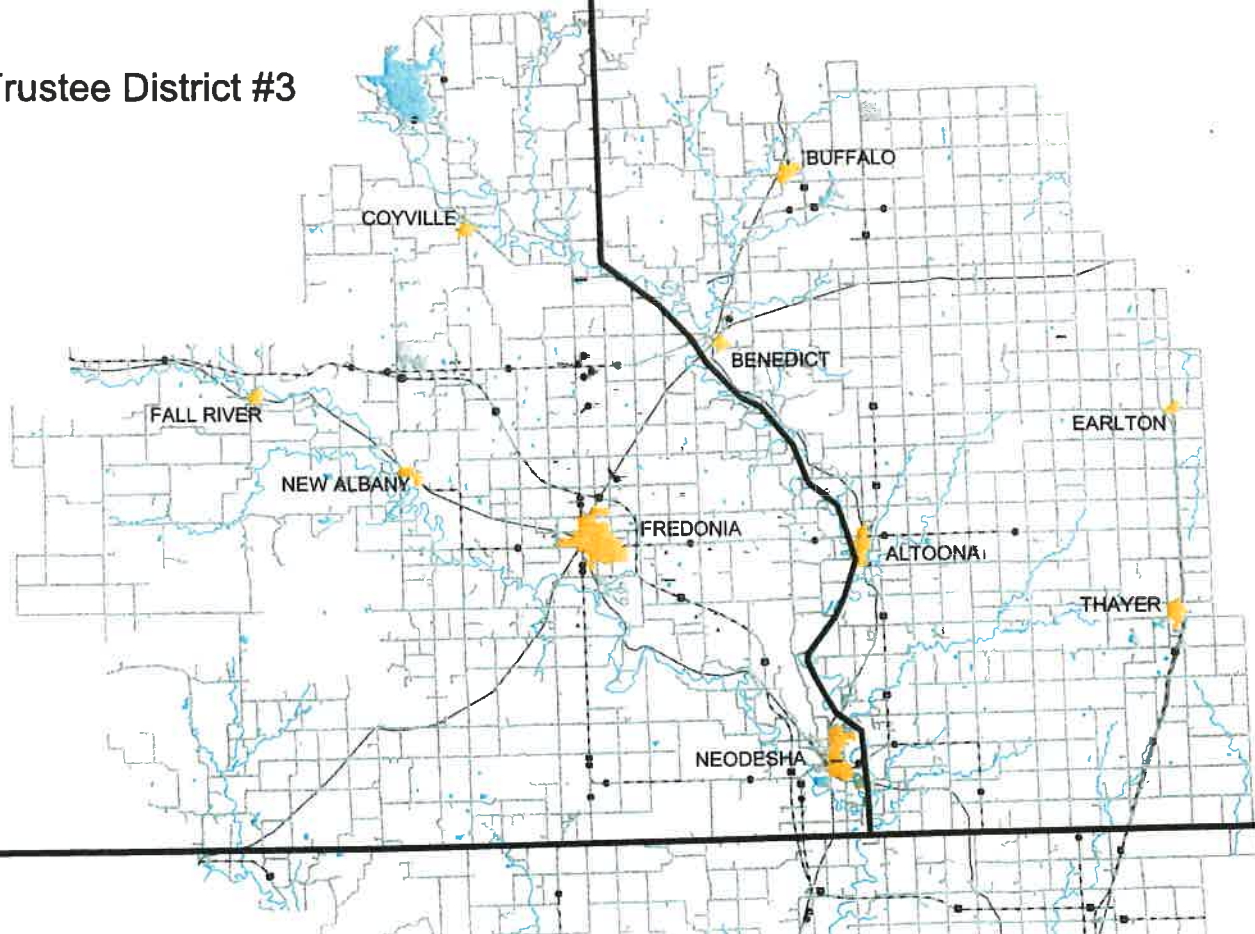 Trustee District #3
BUFFALO
COYVILLE
BENEDICT
FALL RIVER
EARLTON
NEW ALBANY
FREDONIA
ALTOONA
THAYER
NEODESHA